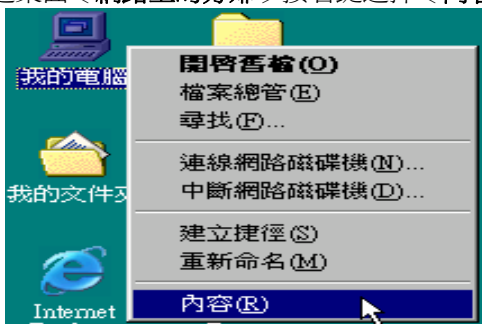 我的電腦
開啓舊檔(O)
檔案總管(E)
尋找(F)...
連線網路磁碟機(N)...
我的文件夾
中斷網路磁碟機(D)...
建立捷徑(S)
重新命名(M)
內容(R)
Internet